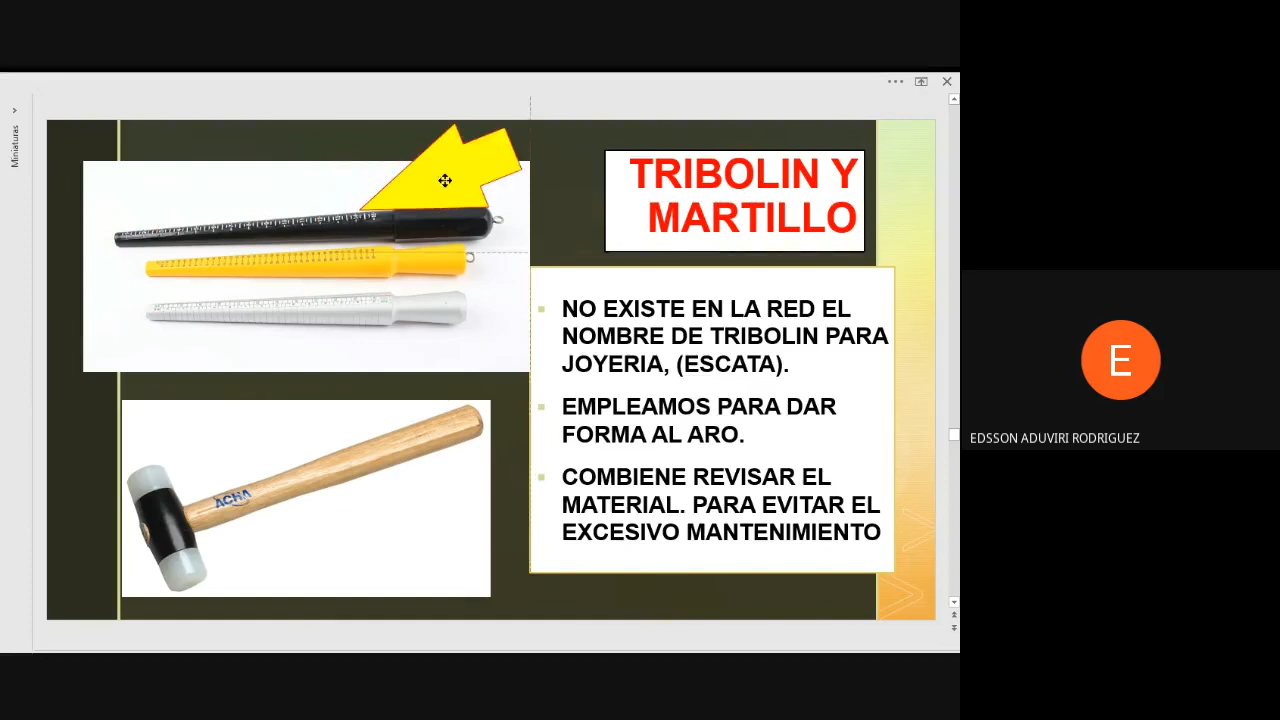 Miniaturas
TRIBOLIN Y
MARTILLO
NO EXISTE EN LA RED EL
NOMBRE DE TRIBOLIN PARA
JOYERIA, (ESCATA).
EMPLEAMOS PARA DAR
FORMA AL ARO.
COMBIENE REVISAR EL
MATERIAL. PARA EVITAR EL
EXCESIVO MANTENIMIENTO
ACHA
E
EDSSON ADUVIRI RODRIGUEZ